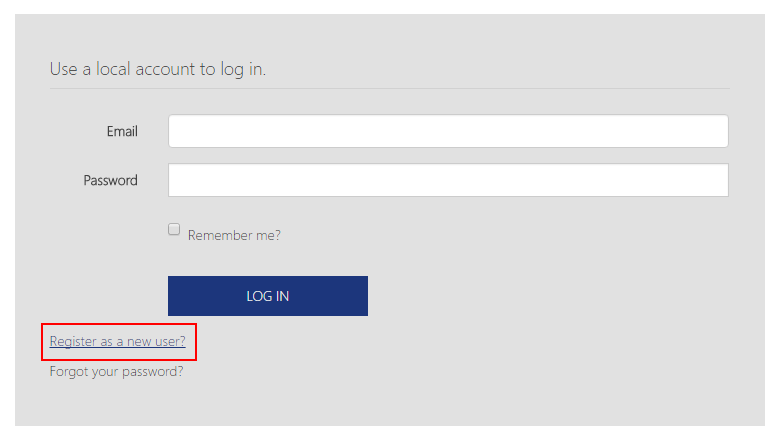 Use a local account to log in.
Email
Password
Remember me?
LOG IN
Register as a new user?
Forgot your password?